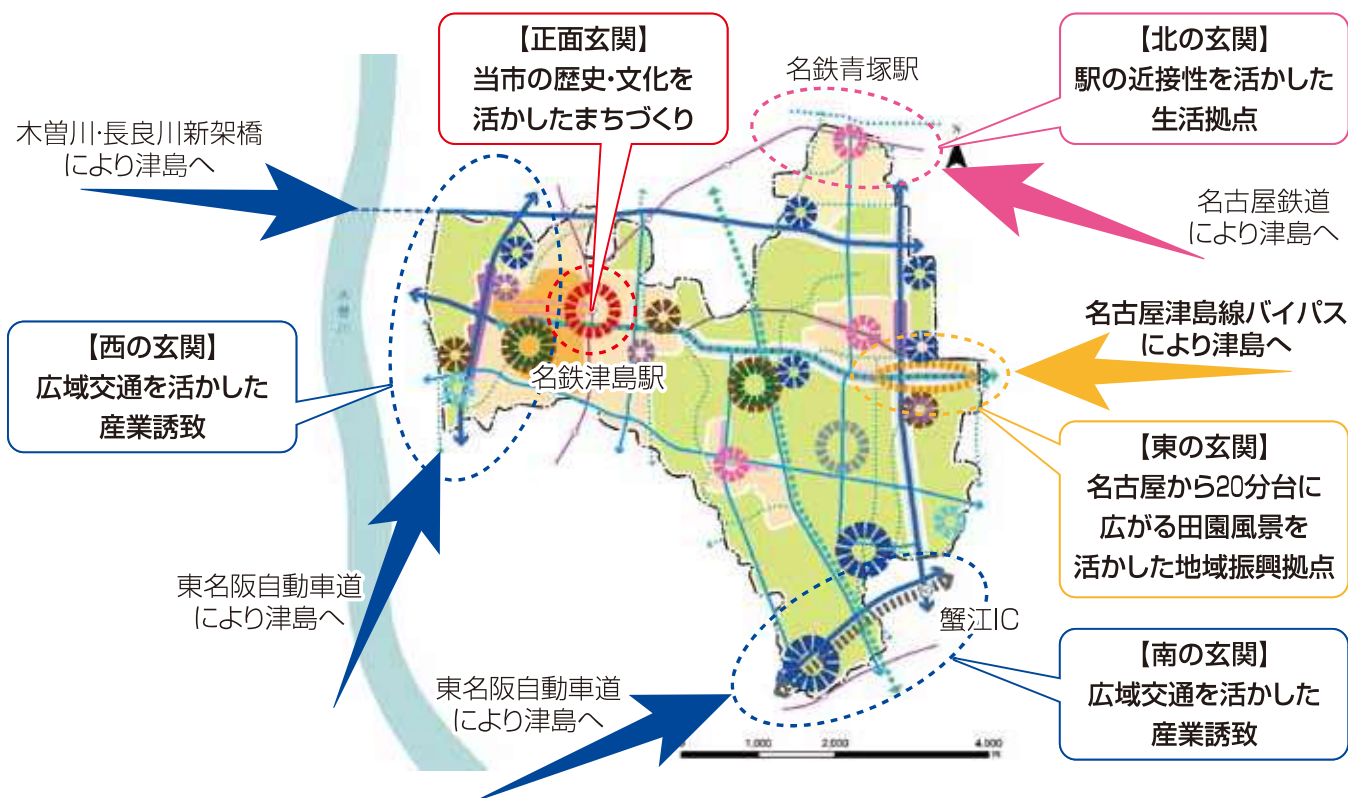 【正面玄関】
当市の歴史・文化を
活かしたまちづくり
名鉄青塚駅
【北の玄関】
駅の近接性を活かした
生活拠点
木曽川・長良川新架橋
により津島へ
名古屋鉄道
により津島へ
木曽川
【西の玄関】
広域交通を活かした
産業誘致
名鉄津島駅
名古屋津島線バイパス
により津島へ
【東の玄関】
名古屋から20分台に
広がる田園風景を
活かした地域振興拠点
東名阪自動車道
により津島へ
蟹江IC
東名阪自動車道
により津島へ
【南の玄関】
広域交通を活かした
産業誘致
1,000
2,000
4,000